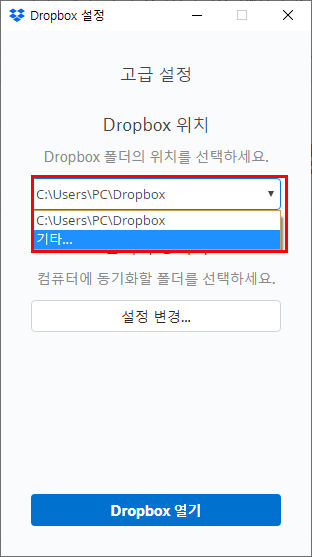 Dropbox 설정
고급 설정
Dropbox 위치
Dropbox 폴더의 위치를 선택하세요.
C:\Users\PC\Dropbox
C:\Users\PC\Dropbox
기타...
컴퓨터에 동기화할 폴더를 선택하세요.
설정 변경...
Dropbox 열기